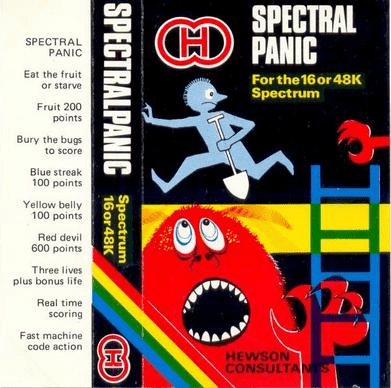 SPECTRAL
PANIC
Eat the fruit
or starve
Fruit 200
points
Bury the bugs
to score
Blue streak
100 points
Yellow belly
100 points
Red devil
600 points
Three lives
plus bonus life
Real time
scoring
Fast machine
code action
SPECTRAL PANIC
Spectrum
16 or 48K
H
SPECTRAL
PANIC
For the 16 or 48K
Spectrum
HEWSON
CONSULTANTS